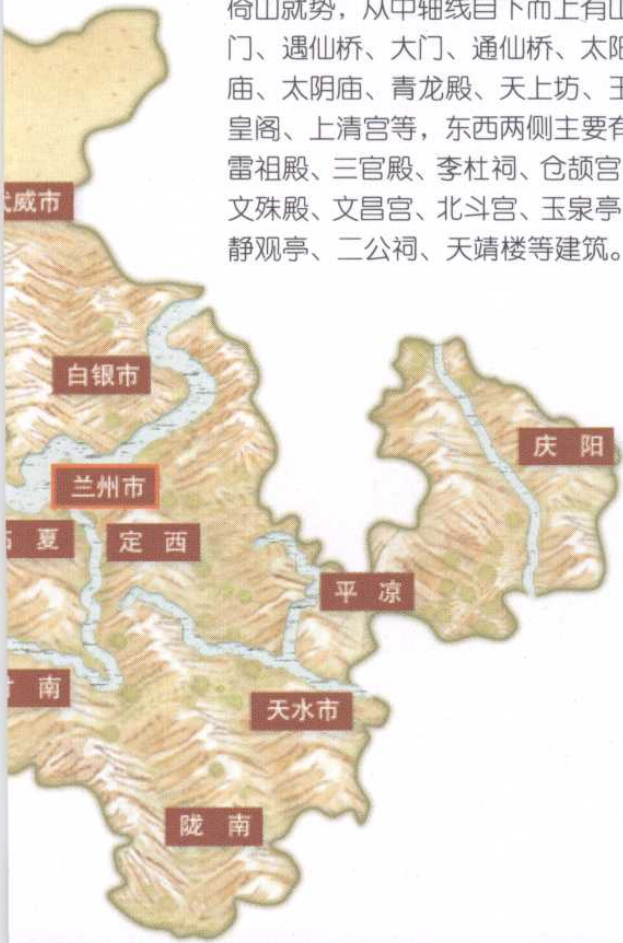 倚山就势，从中轴线自下而上有山
门、遇仙桥、大门、通仙桥、太阳
庙、太阴庙、青龙殿、天上坊、玉
皇阁、上清宫等，东西两侧主要有
雷祖殿、三官殿、李杜祠、仓颉宫
文殊殿、文昌宫、北斗宫、玉泉亭
静观亭、二公祠、天靖楼等建筑。
威市
白银市
庆 阳
兰州市
夏
定 西
平 凉
南
天水市
陇 南